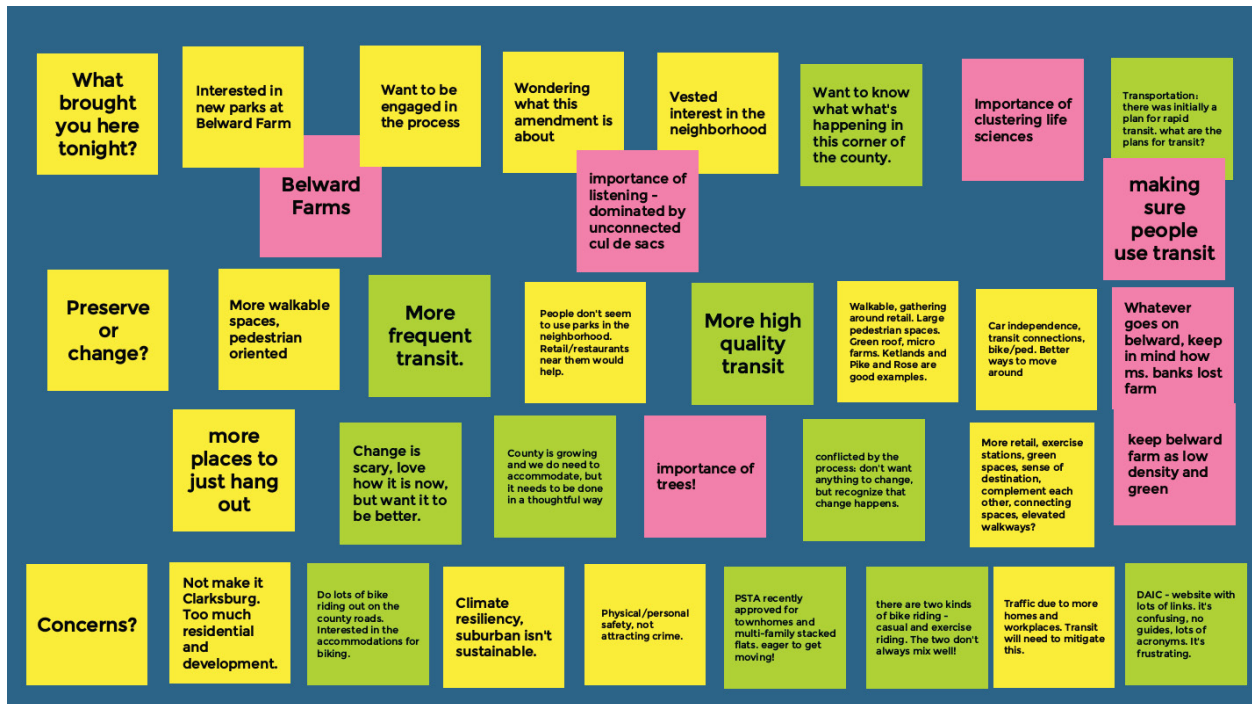 What
brought
you here
tonight?
Interested in
new parks at
Belward Farm
Want to be
engaged in
the process
Wondering
what this
amendment is
about
Vested
interest in the
neighborhood
Want to know
what what's
happening in
this corner of
the county.
Importance of
clustering life
sciences
Transportation:
there was initially a
plan for rapid
transit. what are the
plans for transit?
Belward
Farms
importance of
listening -
dominated by
unconnected
cul de sacs
making
sure
people
use transit
Preserve
or
change?
More walkable
spaces,
pedestrian
oriented
More
frequent
transit.
People don't seem
to use parks in the
neighborhood.
Retail/restaurants
near them would
help.
More high
quality
transit
Walkable, gathering
around retail. Large
pedestrian spaces.
Green roof, micro
farms. Ketlands and
Pike and Rose are
good examples.
Car independence,
transit connections,
bike/ped. Better
ways to move
around
Whatever
goes on
belward, keep
in mind how
ms. banks lost
farm
more
places to
just hang
out
Change is
scary, love
how it is now,
but want it to
be better.
County is growing
and we do need to
accommodate, but
it needs to be done
in a thoughtful way
importance of
trees!
conflicted by the
process: don't want
anything to change,
but recognize that
change happens.
More retail, exercise
stations, green
spaces, sense of
destination,
complement each
other, connecting
spaces, elevated
walkways?
keep belward
farm as low
density and
green
Concerns?
Not make it
Clarksburg.
Too much
residential
and
development.
Do lots of bike
riding out on the
county roads.
Interested in the
accommodations for
biking.
Climate
resiliency,
suburban isn't
sustainable.
Physical/personal
safety, not
attracting crime.
PSTA recently
approved for
townhomes and
multi-family stacked
flats. eager to get
moving!
there are two kinds
of bike riding -
casual and exercise
riding. The two don't
always mix well!
Traffic due to more
homes and
workplaces. Transit
will need to mitigate
this.
DAIC - website with
lots of links. it's
confusing, no
guides, lots of
acronyms. It's
frustrating.